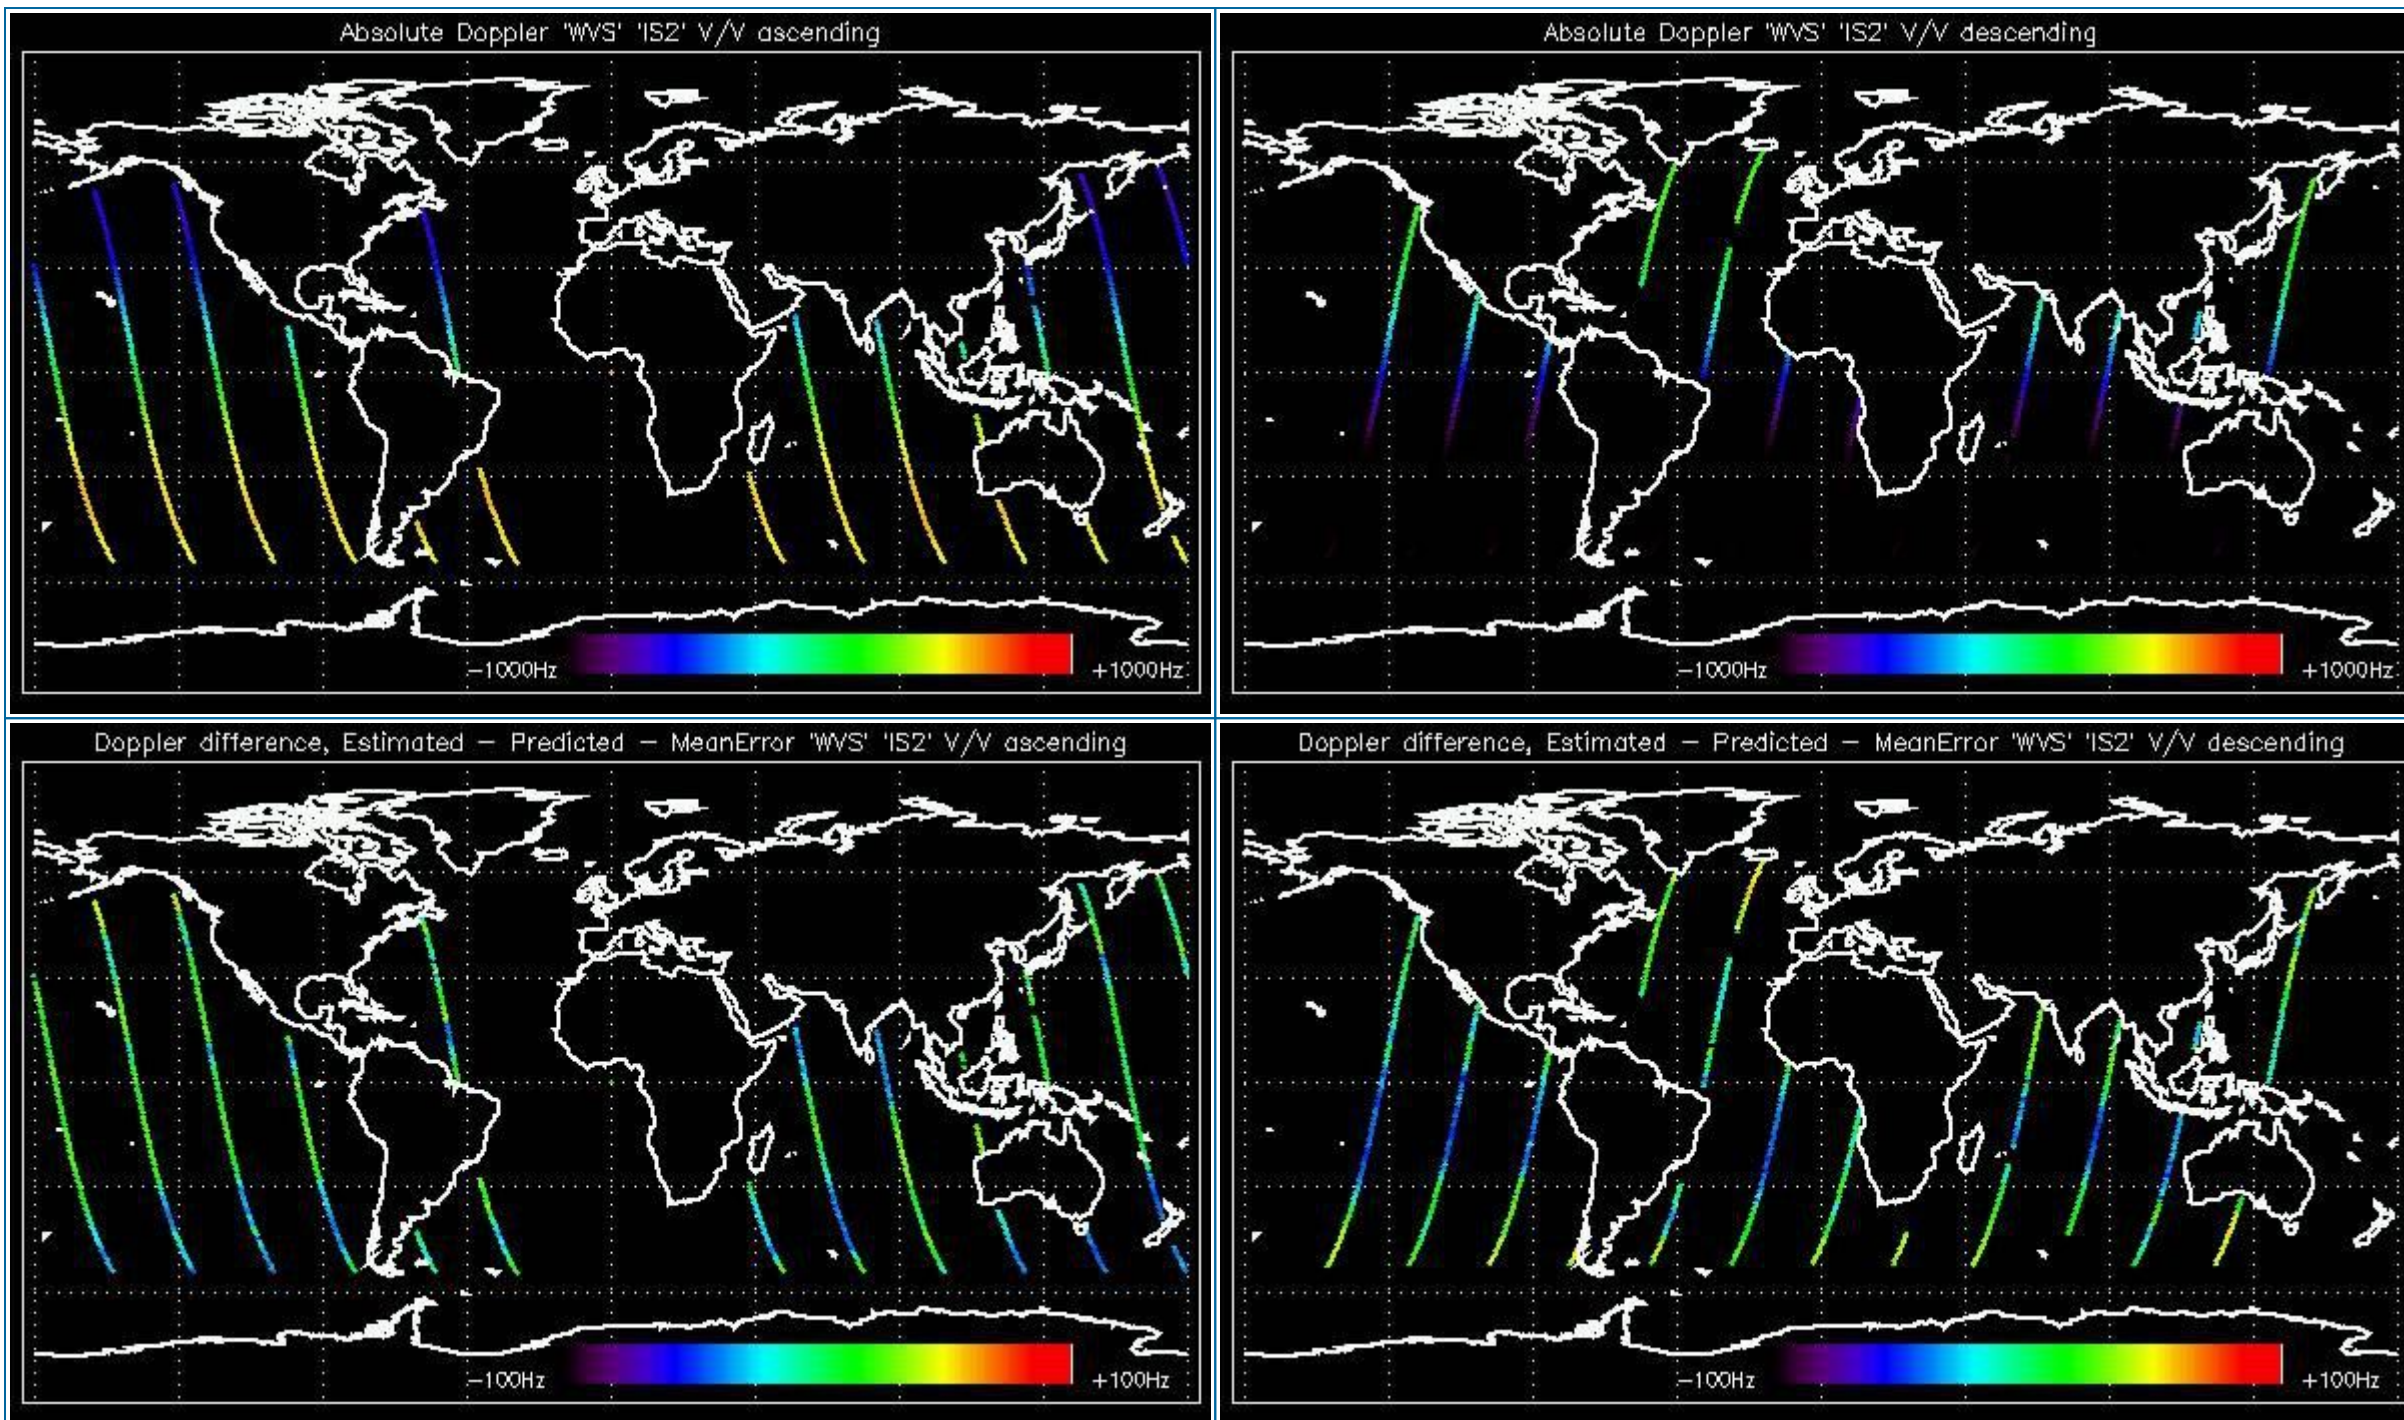 Absolute Doppler 'WVS' 'IS2' V/V ascending
-1000Hz
+1000Hz
Absolute Doppler 'WVS' 'IS2' V/V descending
-1000Hz
+1000Hz
Doppler difference, Estimated - Predicted - MeanError 'WVS' 'IS2' V/V ascending
-100Hz
+100Hz
Doppler difference, Estimated - Predicted - MeanError 'WVS' 'IS2' V/V descending
-100Hz
+100Hz